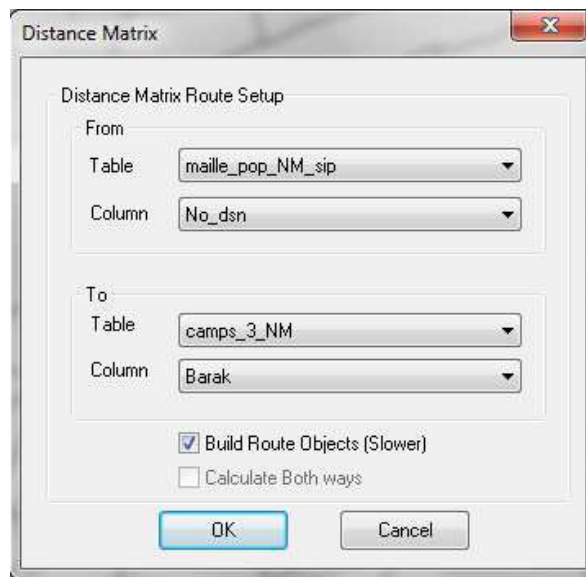 Distance Matrix
Distance Matrix Route Setup
From
Table maille_pop_NM_sip
Column No_dsn
To
Table camps_3_NM
Column Barak
Build Route Objects (Slower)
Calculate Both ways
OK Cancel